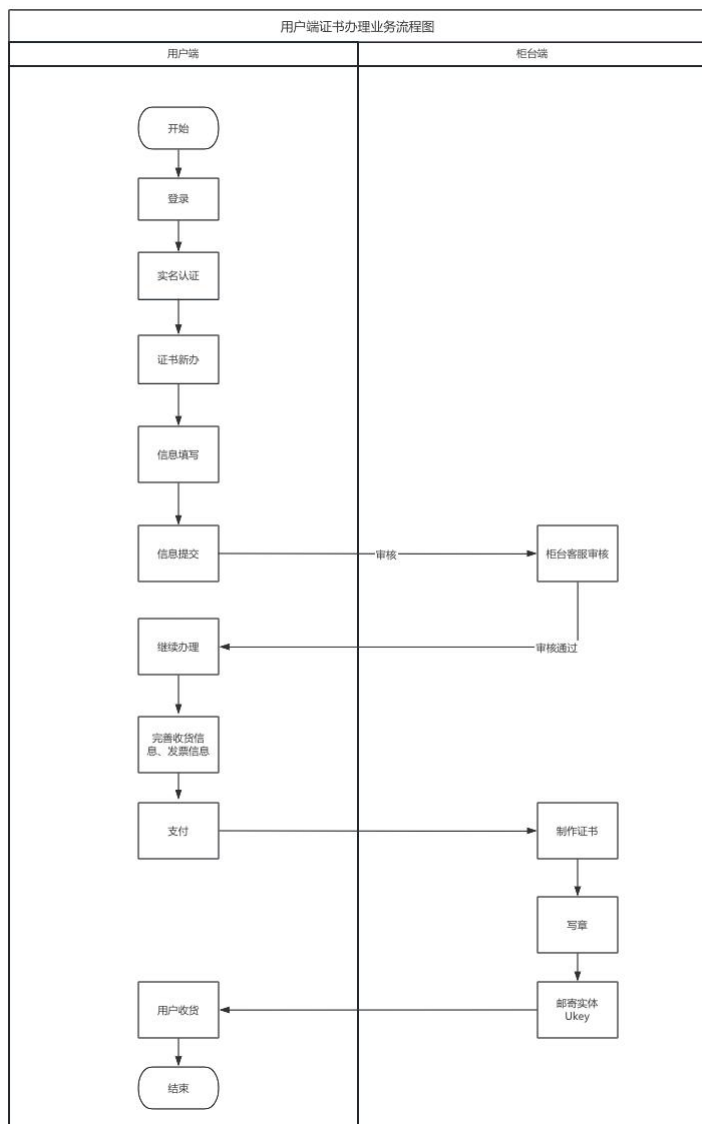 用户端证书办理业务流程图
用户端
柜台端
开始
登录
实名认证
证书新办
信息填写
信息提交
审核
柜台客服审核
继续办理
审核通过
完善收货信
息、发票信息
支付
制作证书
写章
用户收货
邮寄实体
Ukey
结束